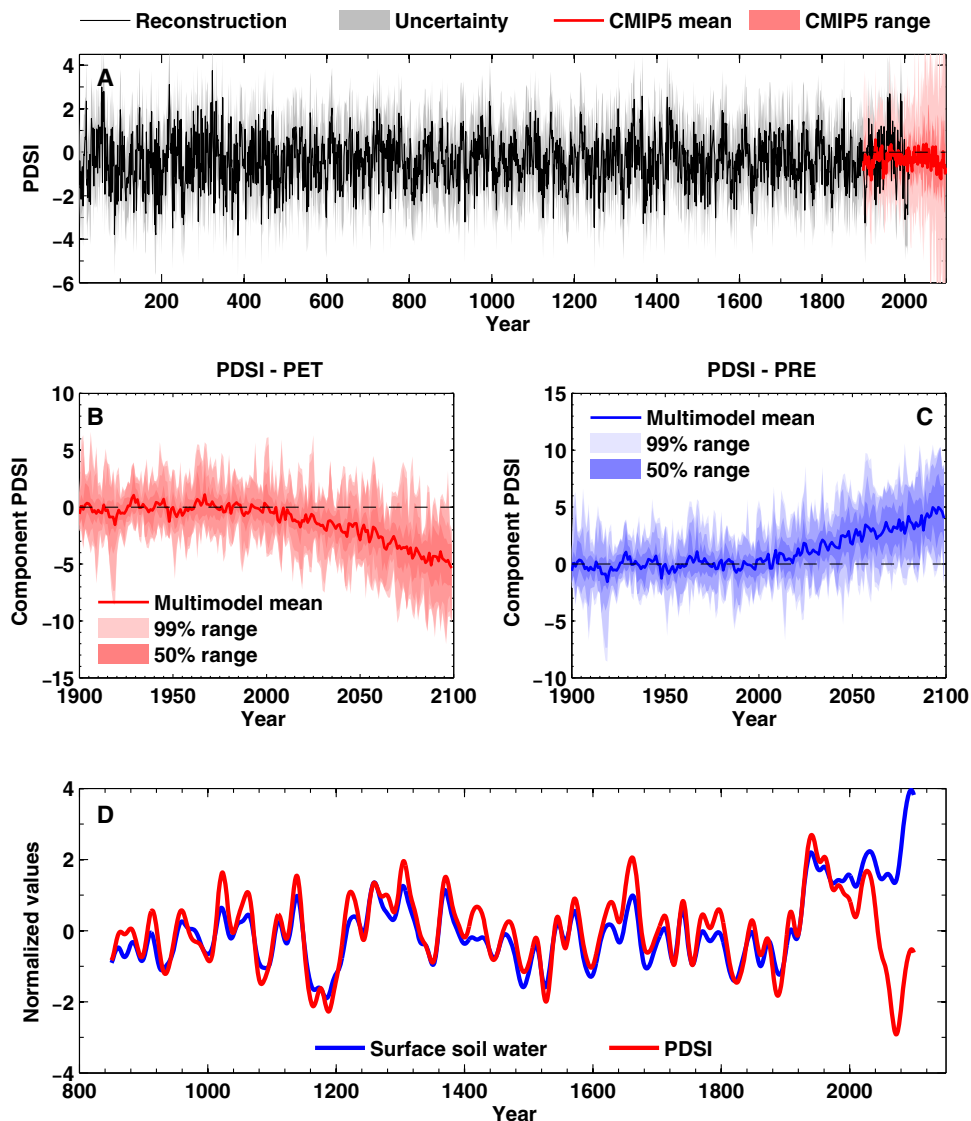 Reconstruction Uncertainty CMIP5 mean CMIP5 range
A
PDSI
4
2
0
−2
−4
−6
200 400 600 800 1000 1200 1400 1600 1800 2000
Year
PDSI - PET
B
Component PDSI
10
5
0
−5
−10
−15
Multimodel mean
99% range
50% range
1900 1950 2000 2050 2100
Year
PDSI - PRE
C
Component PDSI
15
10
5
0
−5
−10
Multimodel mean
99% range
50% range
1900 1950 2000 2050 2100
Year
D
Normalized values
4
2
0
−2
−4
Surface soil water PDSI
800 1000 1200 1400 1600 1800 2000
Year